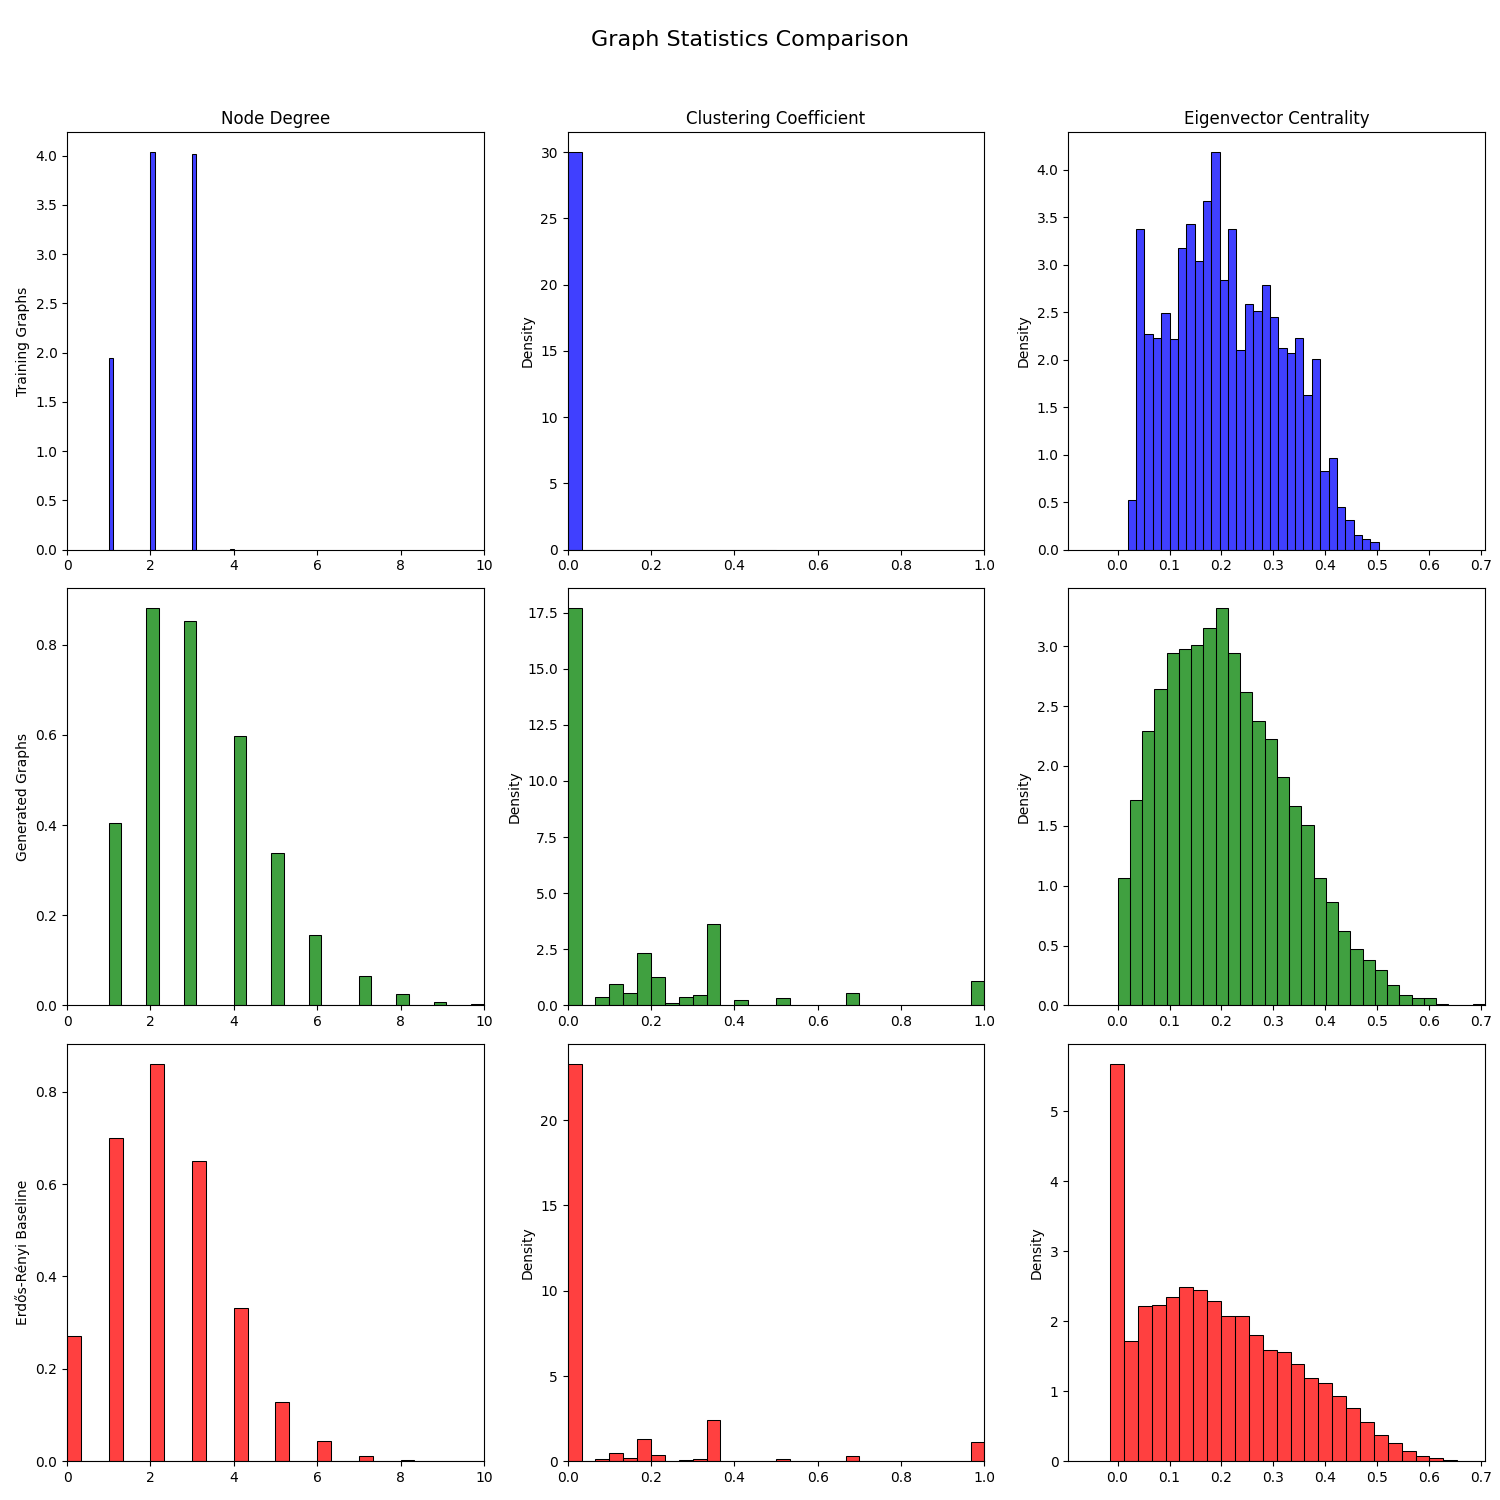 Graph Statistics Comparison
Node Degree
Clustering Coefficient
Eigenvector Centrality
Training Graphs
4.0
3.5
3.0
2.5
2.0
1.5
1.0
0.5
0.0
0 2 4 6 8 10
Density
30
25
20
15
10
5
0
0.0 0.2 0.4 0.6 0.8 1.0
Density
4.0
3.5
3.0
2.5
2.0
1.5
1.0
0.5
0.0
0.0 0.1 0.2 0.3 0.4 0.5 0.6 0.7
Generated Graphs
0.8
0.6
0.4
0.2
0.0
0 2 4 6 8 10
Density
17.5
15.0
12.5
10.0
7.5
5.0
2.5
0.0
0.0 0.2 0.4 0.6 0.8 1.0
Density
3.0
2.5
2.0
1.5
1.0
0.5
0.0
0.0 0.1 0.2 0.3 0.4 0.5 0.6 0.7
Erdős-Rényi Baseline
0.8
0.6
0.4
0.2
0.0
0 2 4 6 8 10
Density
20
15
10
5
0
0.0 0.2 0.4 0.6 0.8 1.0
Density
5
4
3
2
1
0
0.0 0.1 0.2 0.3 0.4 0.5 0.6 0.7